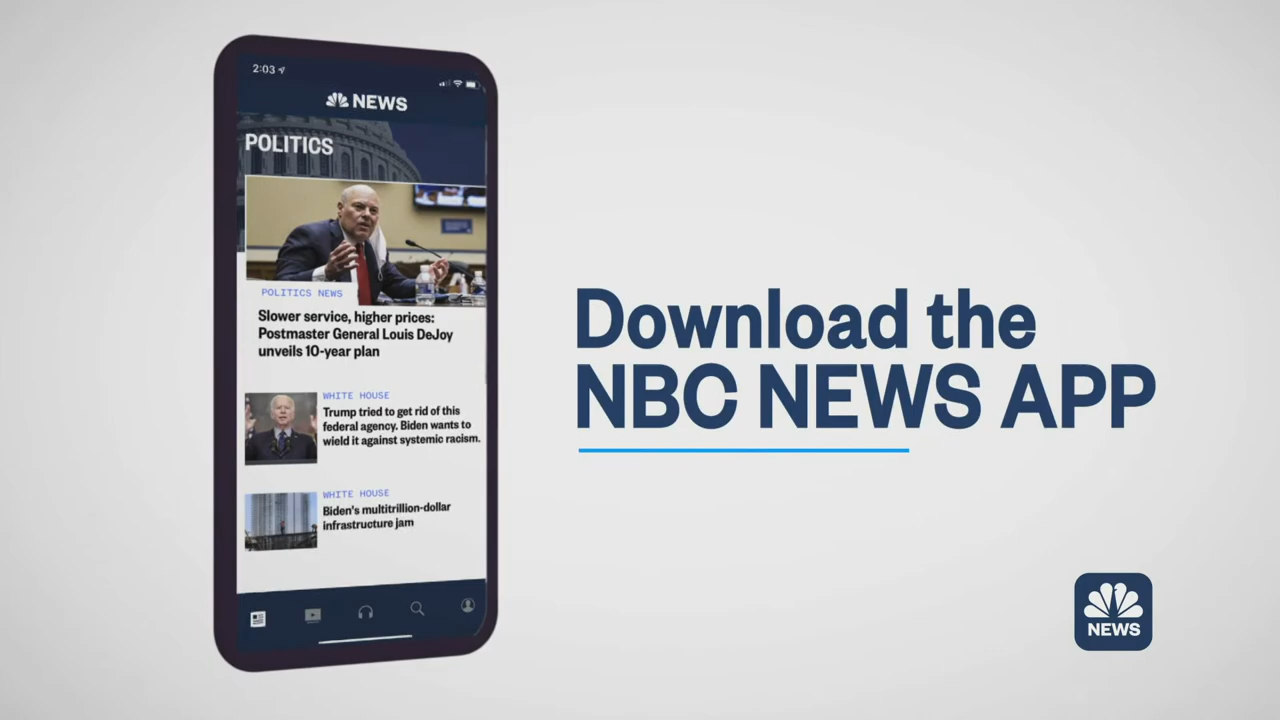 2:03
NEWS
POLITICS
POLITICS NEWS
Slower service, higher prices:
Postmaster General Louis DeJoy
unveils 10-year plan
WHITE HOUSE
Trump tried to get rid of this
federal agency. Biden wants to
wield it against systemic racism.
WHITE HOUSE
Biden's multitrillion-dollar
infrastructure jam
Download the
NBC NEWS APP
NEWS